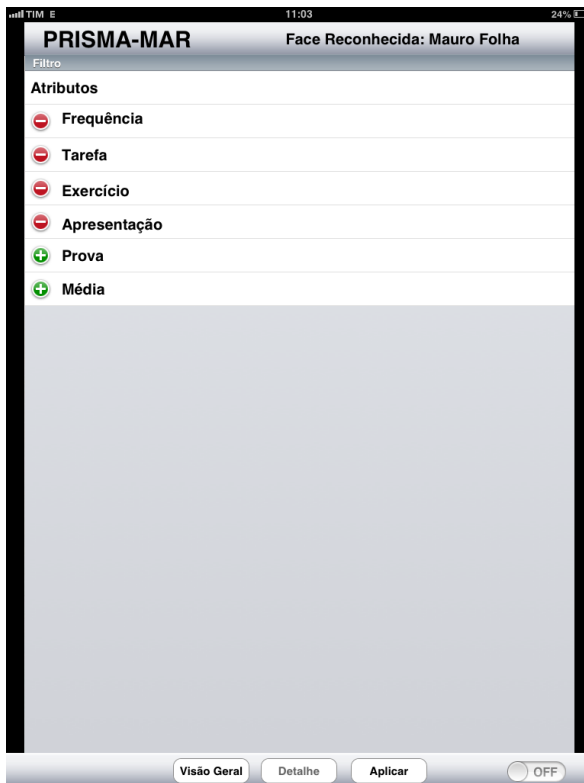 TIM E 11:03 24%
PRISMA-MAR Face Reconhecida: Mauro Folha
Filtro
Atributos
Frequência
Tarefa
Exercício
Apresentação
Prova
Média
Visão Geral Detalhe Aplicar OFF